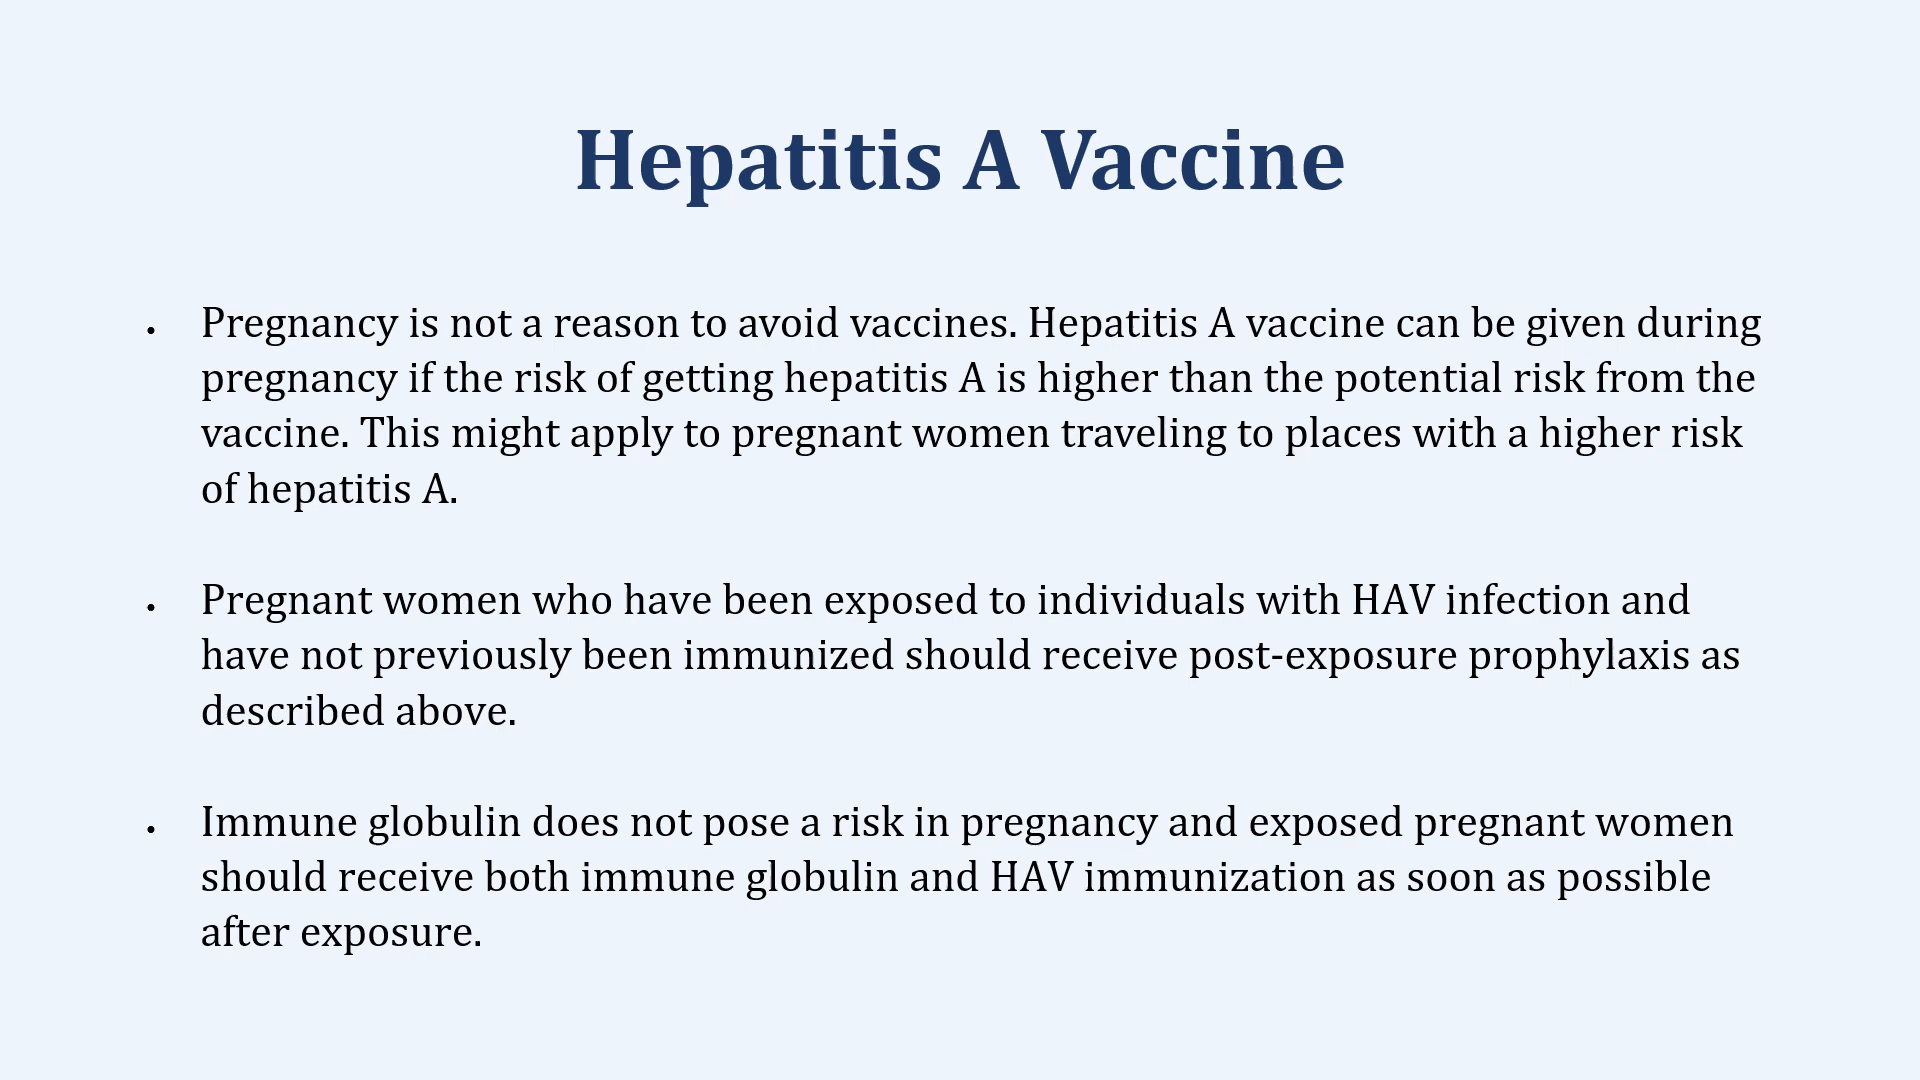 Hepatitis A Vaccine
• Pregnancy is not a reason to avoid vaccines. Hepatitis A vaccine can be given during
pregnancy if the risk of getting hepatitis A is higher than the potential risk from the
vaccine. This might apply to pregnant women traveling to places with a higher risk
of hepatitis A.
• Pregnant women who have been exposed to individuals with HAV infection and
have not previously been immunized should receive post-exposure prophylaxis as
described above.
• Immune globulin does not pose a risk in pregnancy and exposed pregnant women
should receive both immune globulin and HAV immunization as soon as possible
after exposure.